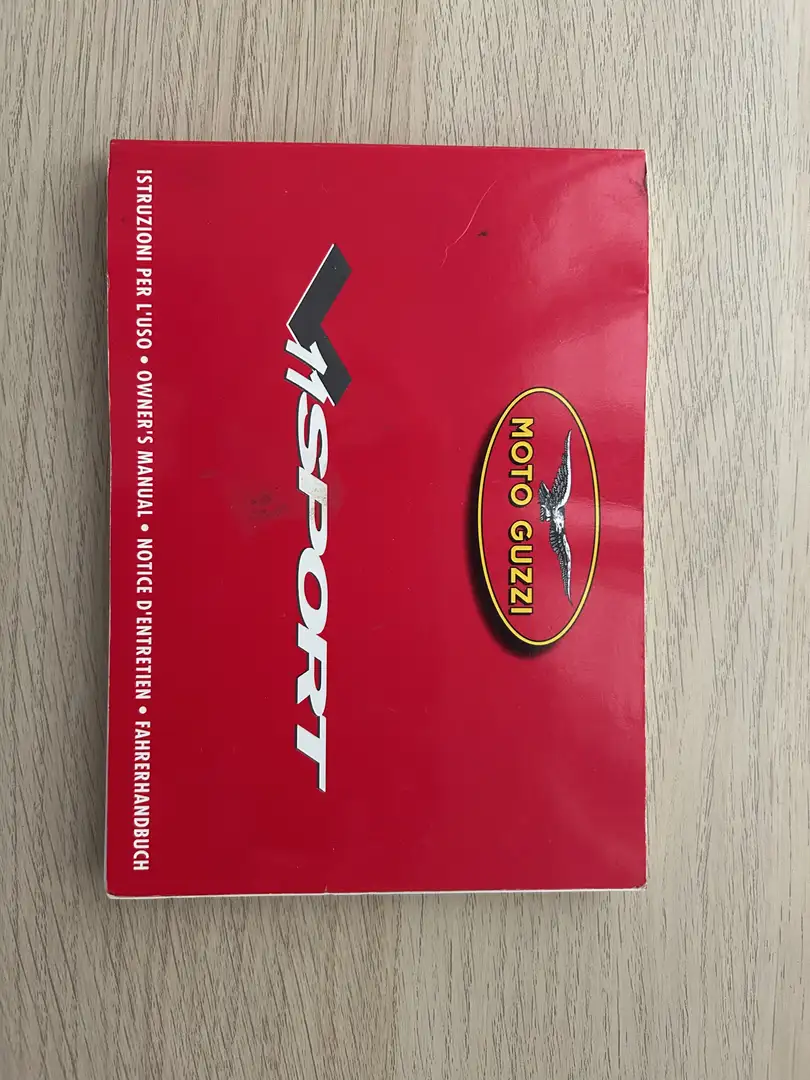 MOTO GUZZI
V11SPORT
ISTRUZIONI PER L'USO • OWNER'S MANUAL • NOTICE D'ENTRETIEN • FAHRERHANDBUCH